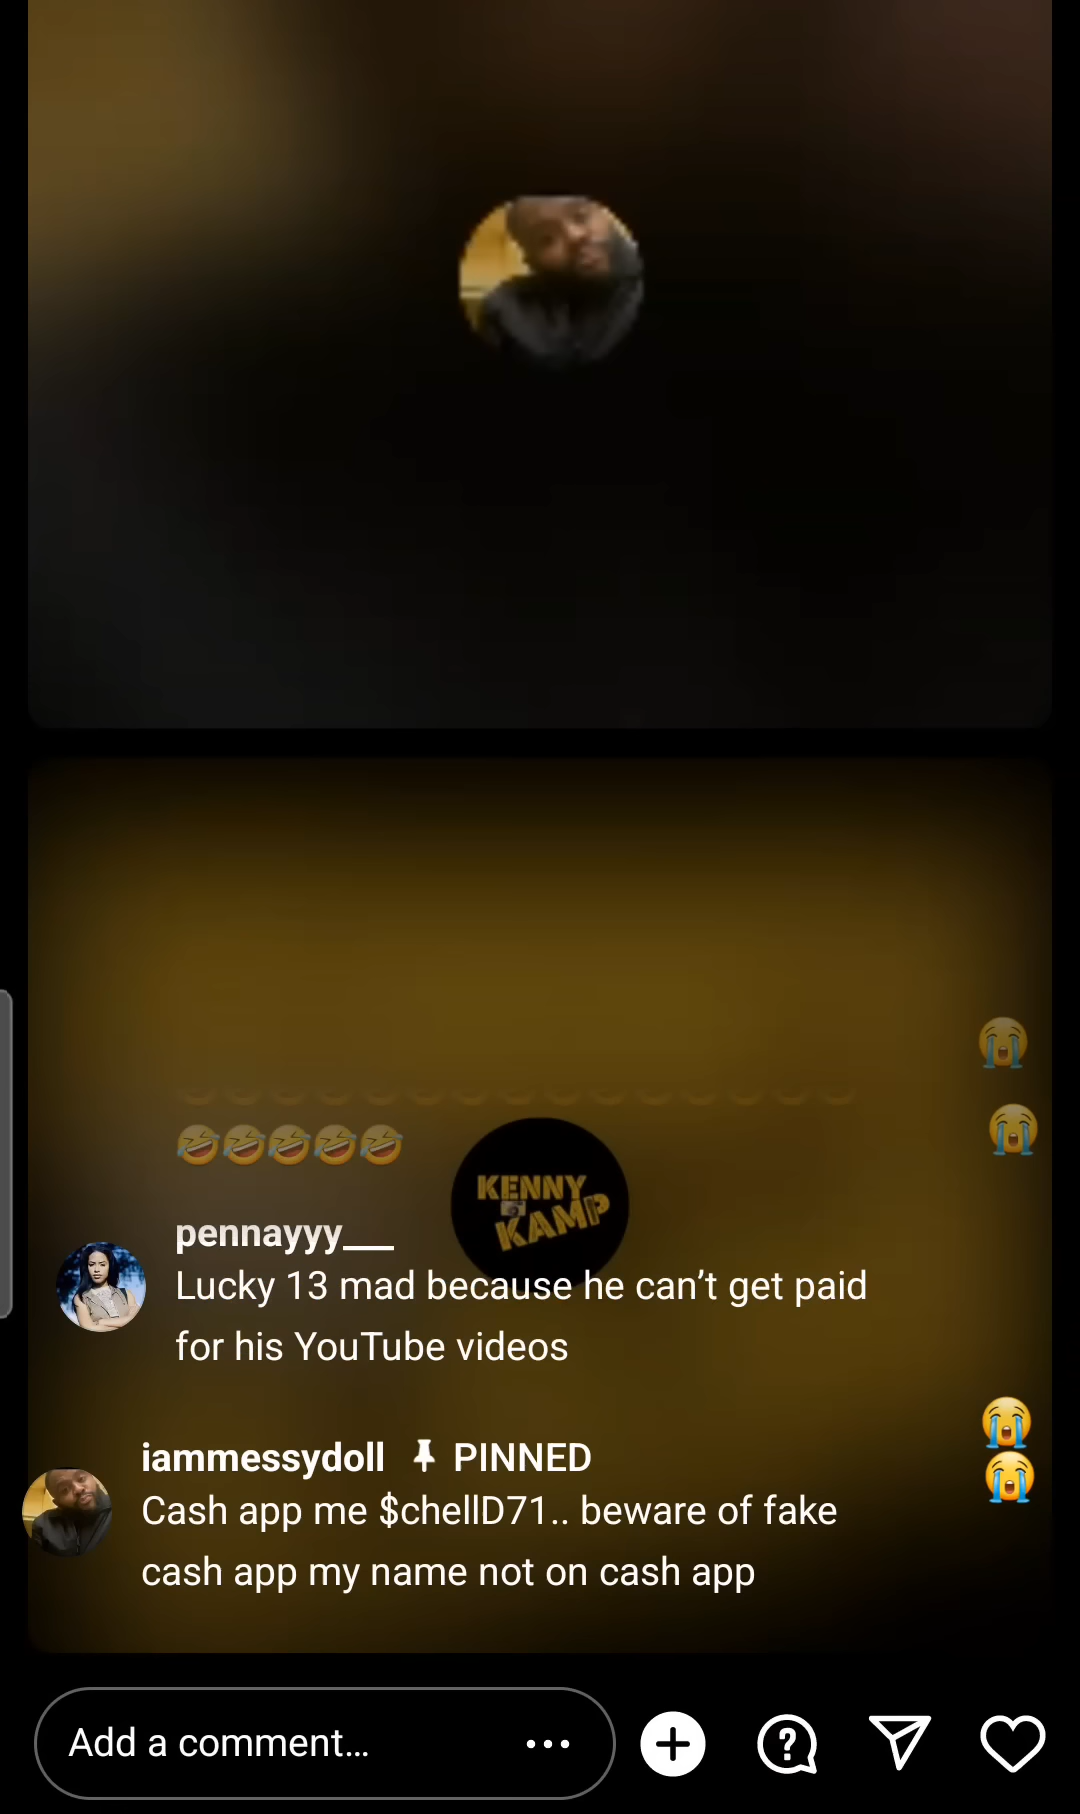 🤣🤣🤣🤣🤣
KENNY
KAMP
pennayyy___
Lucky 13 mad because he can’t get paid
for his YouTube videos
iammessydoll 📌 PINNED
Cash app me $chellD71.. beware of fake
cash app my name not on cash app
Add a comment...